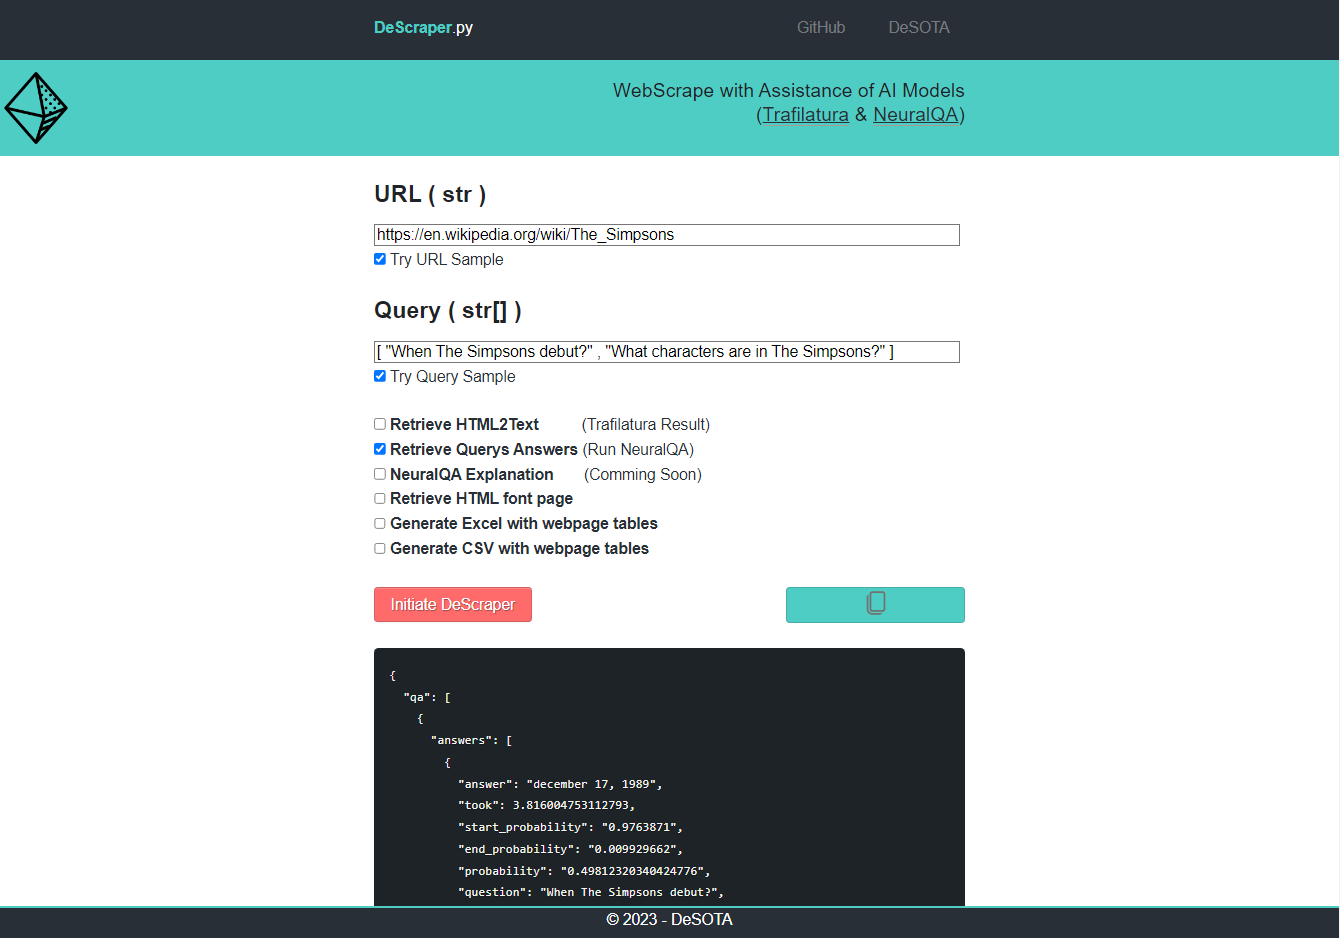 DeScraper.py GitHub DeSOTA
WebScrape with Assistance of AI Models
(Trafilatura & NeuralQA)
URL ( str )
https://en.wikipedia.org/wiki/The_Simpsons
Try URL Sample
Query ( str[] )
[ "When The Simpsons debut?" , "What characters are in The Simpsons?" ]
Try Query Sample
Retrieve HTML2Text (Trafilatura Result)
Retrieve Querys Answers (Run NeuralQA)
NeuralQA Explanation (Comming Soon)
Retrieve HTML font page
Generate Excel with webpage tables
Generate CSV with webpage tables
Initiate DeScraper
{
"qa": [
{
"answers": [
{
"answer": "december 17, 1989",
"took": 3.816004753112793,
"start_probability": "0.9763871",
"end_probability": "0.009929662",
"probability": "0.49812320340424776",
"question": "When The Simpsons debut?",
© 2023 - DeSOTA